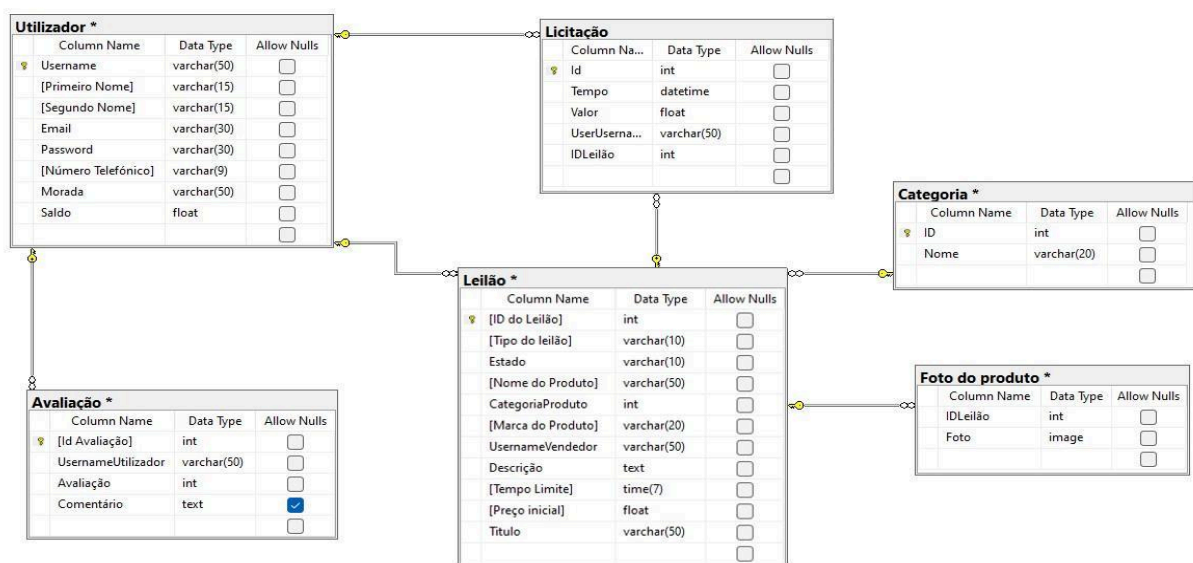 Utilizador *
Column Name Data Type Allow Nulls
Username varchar(50)
[Primeiro Nome] varchar(15)
[Segundo Nome] varchar(15)
Email varchar(30)
Password varchar(30)
[Número Telefónico] varchar(9)
Morada varchar(50)
Saldo float
Licitação
Column Na... Data Type Allow Nulls
Id int
Tempo datetime
Valor float
UserUserna... varchar(50)
IDLeilão int
Categoria *
Column Name Data Type Allow Nulls
ID int
Nome varchar(20)
Leilão *
Column Name Data Type Allow Nulls
[ID do Leilão] int
[Tipo do leilão] varchar(10)
Estado varchar(10)
[Nome do Produto] varchar(50)
CategoriaProduto int
[Marca do Produto] varchar(20)
UsernameVendedor varchar(50)
Descrição text
[Tempo Limite] time(7)
[Preço inicial] float
Titulo varchar(50)
Foto do produto *
Column Name Data Type Allow Nulls
IDLeilão int
Foto image
Avaliação *
Column Name Data Type Allow Nulls
[Id Avaliação] int
UsernameUtilizador varchar(50)
Avaliação int
Comentário text